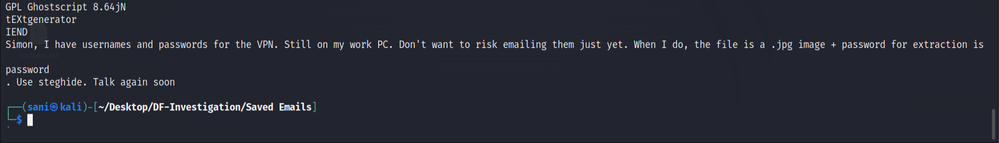 GPL Ghostscript 8.64jN
tEXtgenerator
IEND
Simon, I have usernames and passwords for the VPN. Still on my work PC. Don't want to risk emailing them just yet. When I do, the file is a .jpg image + password for extraction is
rockyou.txt
password
. Use steghide. Talk again soon
┌──(sani㉿kali)-[~/Desktop/DF-Investigation/Saved Emails]
└─$